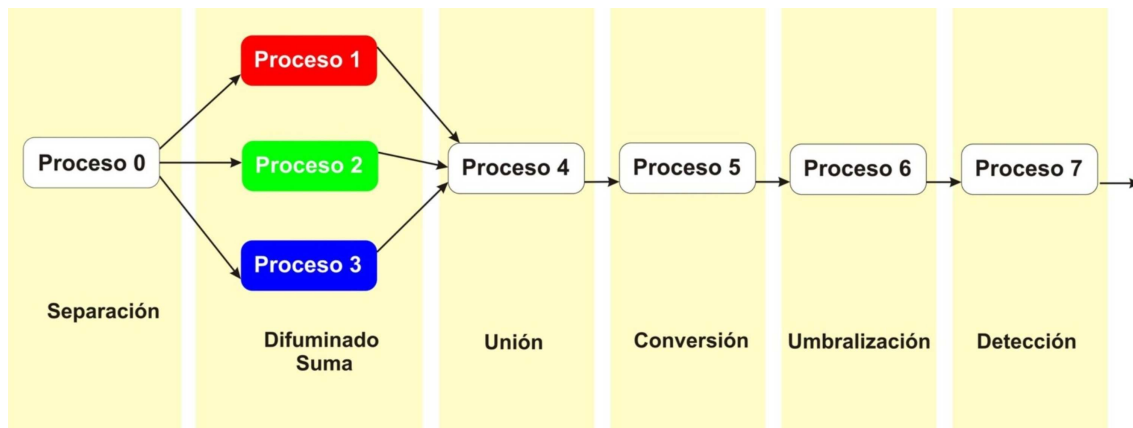 Proceso 0
Proceso 1
Proceso 2
Proceso 3
Proceso 4
Proceso 5
Proceso 6
Proceso 7
Separación
Difuminado
Suma
Unión
Conversión
Umbralización
Detección